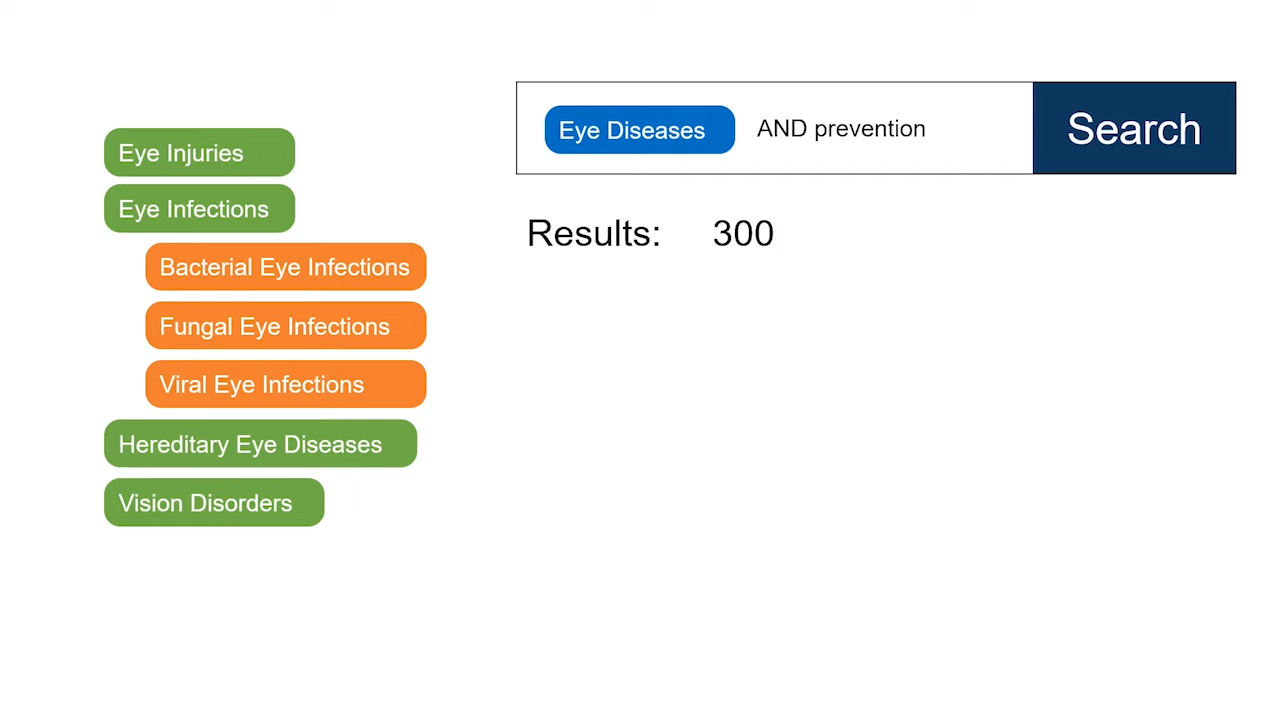 Eye Injuries
Eye Infections
Bacterial Eye Infections
Fungal Eye Infections
Viral Eye Infections
Hereditary Eye Diseases
Vision Disorders
Eye Diseases AND prevention Search
Results: 300